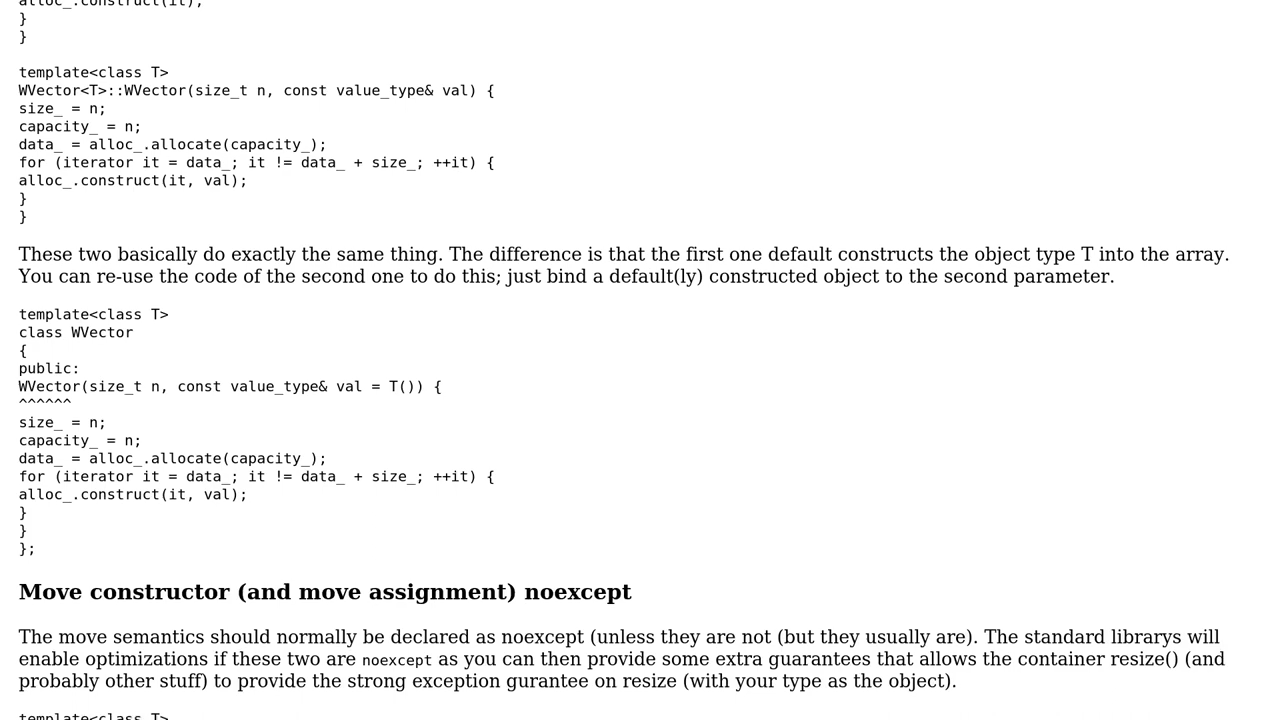 alloc_.construct(it);
}
}
template<class T>
WVector<T>::WVector(size_t n, const value_type& val) {
size_ = n;
capacity_ = n;
data_ = alloc_.allocate(capacity_);
for (iterator it = data_; it != data_ + size_; ++it) {
alloc_.construct(it, val);
}
}
These two basically do exactly the same thing. The difference is that the first one default constructs the object type T into the array.
You can re-use the code of the second one to do this; just bind a default(ly) constructed object to the second parameter.
template<class T>
class WVector
{
public:
WVector(size_t n, const value_type& val = T()) {
^^^^^^
size_ = n;
capacity_ = n;
data_ = alloc_.allocate(capacity_);
for (iterator it = data_; it != data_ + size_; ++it) {
alloc_.construct(it, val);
}
}
};
Move constructor (and move assignment) noexcept
The move semantics should normally be declared as noexcept (unless they are not (but they usually are). The standard librarys will
enable optimizations if these two are noexcept as you can then provide some extra guarantees that allows the container resize() (and
probably other stuff) to provide the strong exception gurantee on resize (with your type as the object).
template<class T>